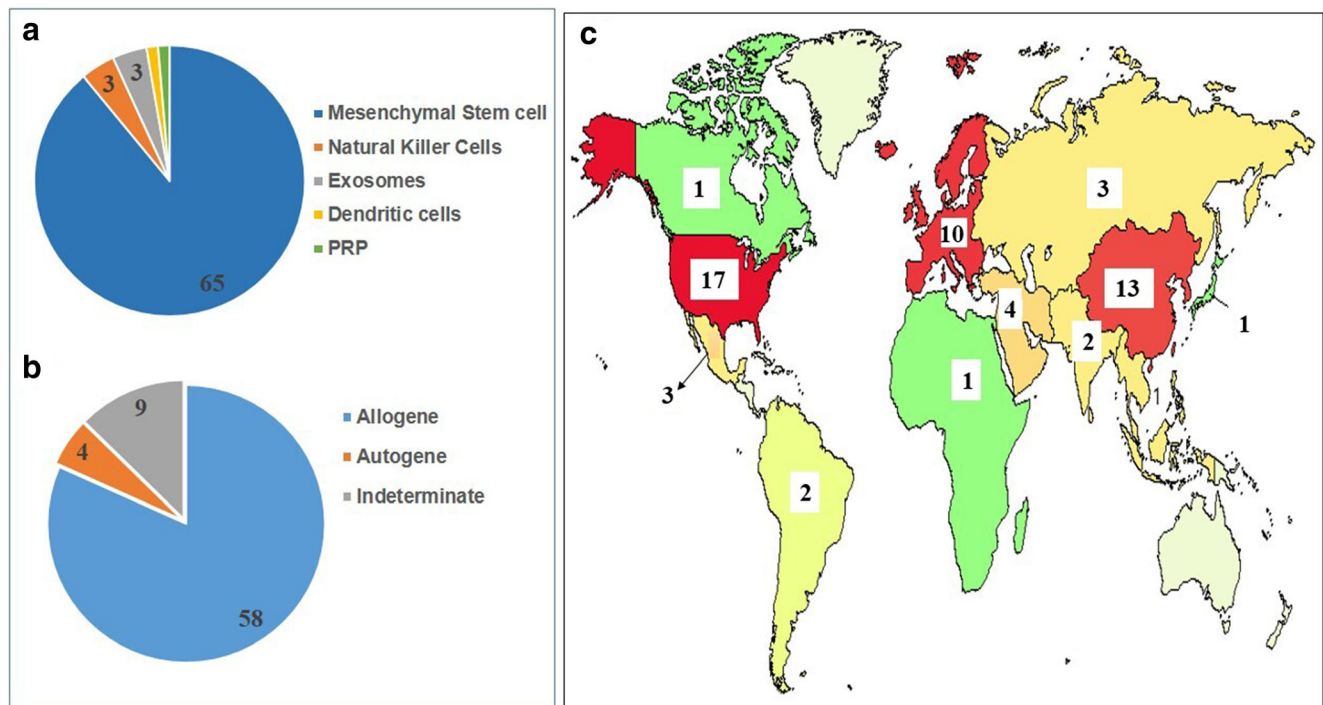 a
3
3
65
Mesenchymal Stem cell
Natural Killer Cells
Exosomes
Dendritic cells
PRP
b
9
4
58
Allogene
Autogene
Indeterminate
c
1
3
10
17
13
4
1
2
3
1
1
2